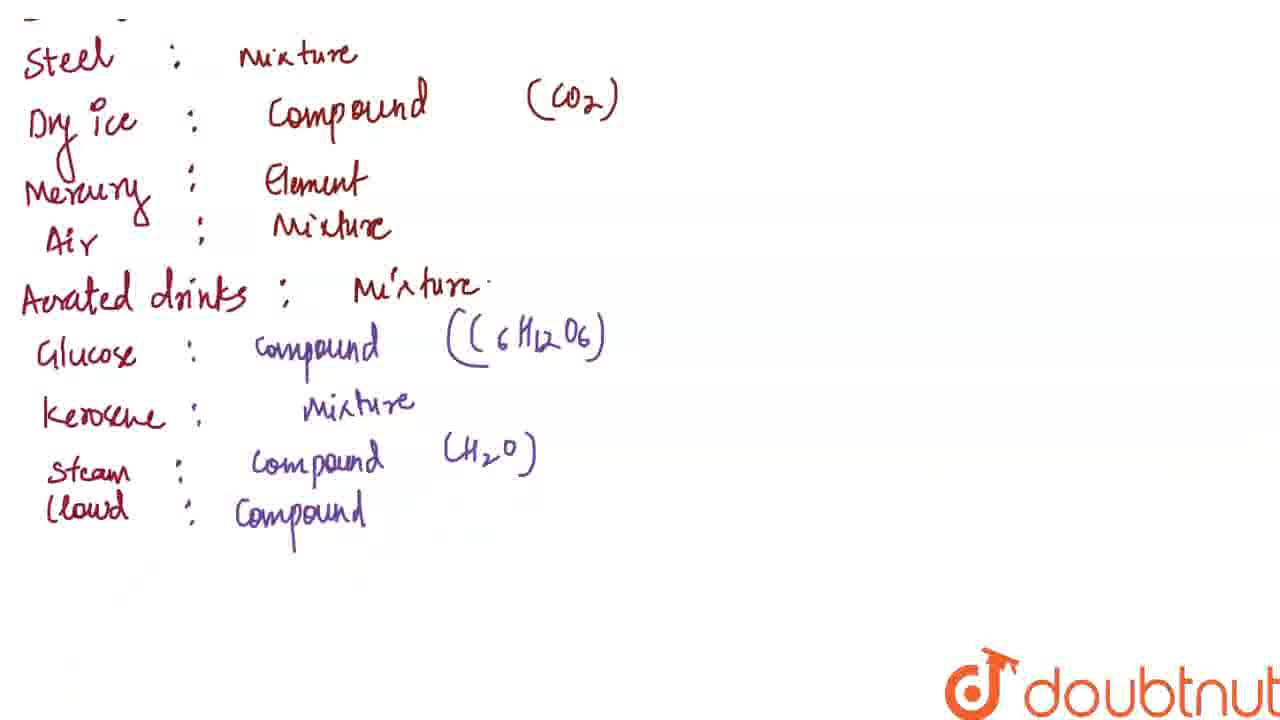 Steel : Mixture
Dry ice : Compound (CO2)
Mercury : Element
Air : Mixture
Aerated drinks : Mixture.
Glucose : Compound (C6H12O6)
Kerosene : Mixture
Steam : Compound (H2O)
Cloud : Compound
doubtnut